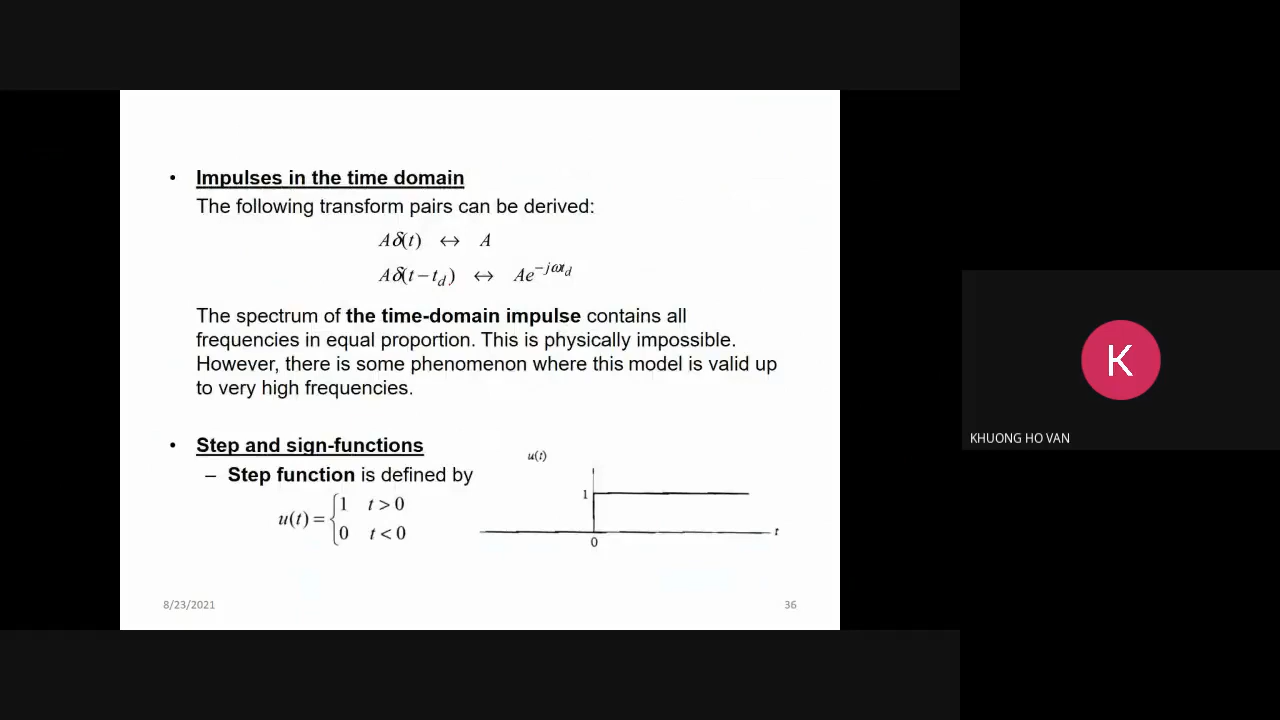 • Impulses in the time domain
The following transform pairs can be derived:
Aδ(t) ↔ A
Aδ(t − t_d) ↔ Ae^{−jωt_d}
The spectrum of the time-domain impulse contains all
frequencies in equal proportion. This is physically impossible.
However, there is some phenomenon where this model is valid up
to very high frequencies.
• Step and sign-functions
– Step function is defined by
u(t) = { 1 t > 0
0 t < 0
u(t)
1
0
t
8/23/2021
36
K
KHUONG HO VAN